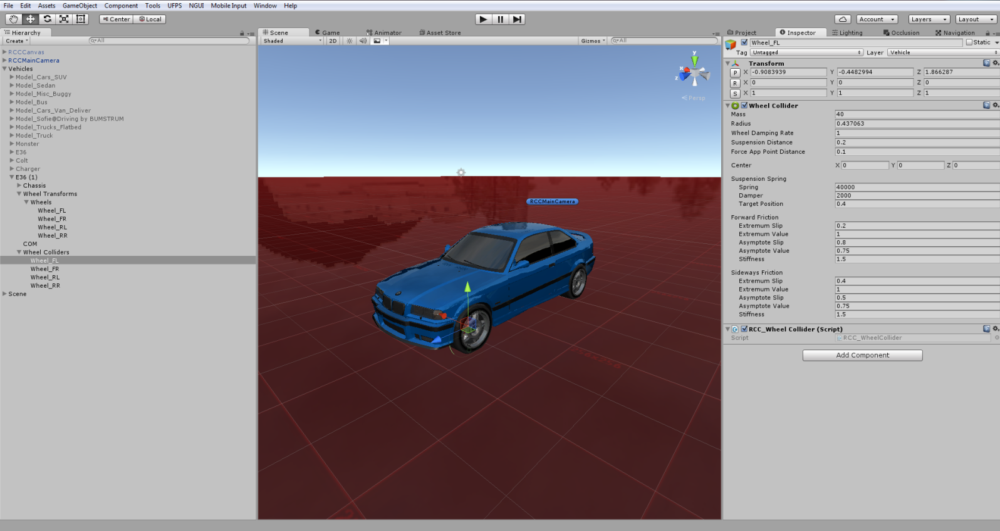 File Edit Assets GameObject Component Tools UFPS NGUI Mobile Input Window Help
Center Local Account Layers Layout
Hierarchy
Create All
RCCCanvas
RCCMainCamera
Vehicles
Model_Cars_SUV
Model_Sedan
Model_Misc_Buggy
Model_Bus
Model_Cars_Van_Deliver
Model_Sofie@Driving by BUMSTRUM
Model_Trucks_Flatbed
Model_Truck
Monster
E36
Colt
Charger
E36 (1)
Chassis
Wheel Transforms
Wheels
Wheel_FL
Wheel_FR
Wheel_RL
Wheel_RR
COM
Wheel Colliders
Wheel_FL
Wheel_FR
Wheel_RL
Wheel_RR
Scene
Scene Game Animator Asset Store
Shaded 2D Gizmos All
y
x
z
Persp
RCCMainCamera
Project Inspector Lighting Occlusion Navigation
Wheel_FL Static
Tag Untagged Layer Vehicle
Transform
P X -0.9083939 Y -0.4482994 Z 1.866287
R X 0 Y 0 Z 0
S X 1 Y 1 Z 1
Wheel Collider
Mass 40
Radius 0.437063
Wheel Damping Rate 1
Suspension Distance 0.2
Force App Point Distance 0.1
Center X 0 Y 0 Z 0
Suspension Spring
Spring 40000
Damper 2000
Target Position 0.4
Forward Friction
Extremum Slip 0.2
Extremum Value 1
Asymptote Slip 0.8
Asymptote Value 0.75
Stiffness 1.5
Sideways Friction
Extremum Slip 0.4
Extremum Value 1
Asymptote Slip 0.5
Asymptote Value 0.75
Stiffness 1.5
RCC_Wheel Collider (Script)
Script RCC_WheelCollider
Add Component